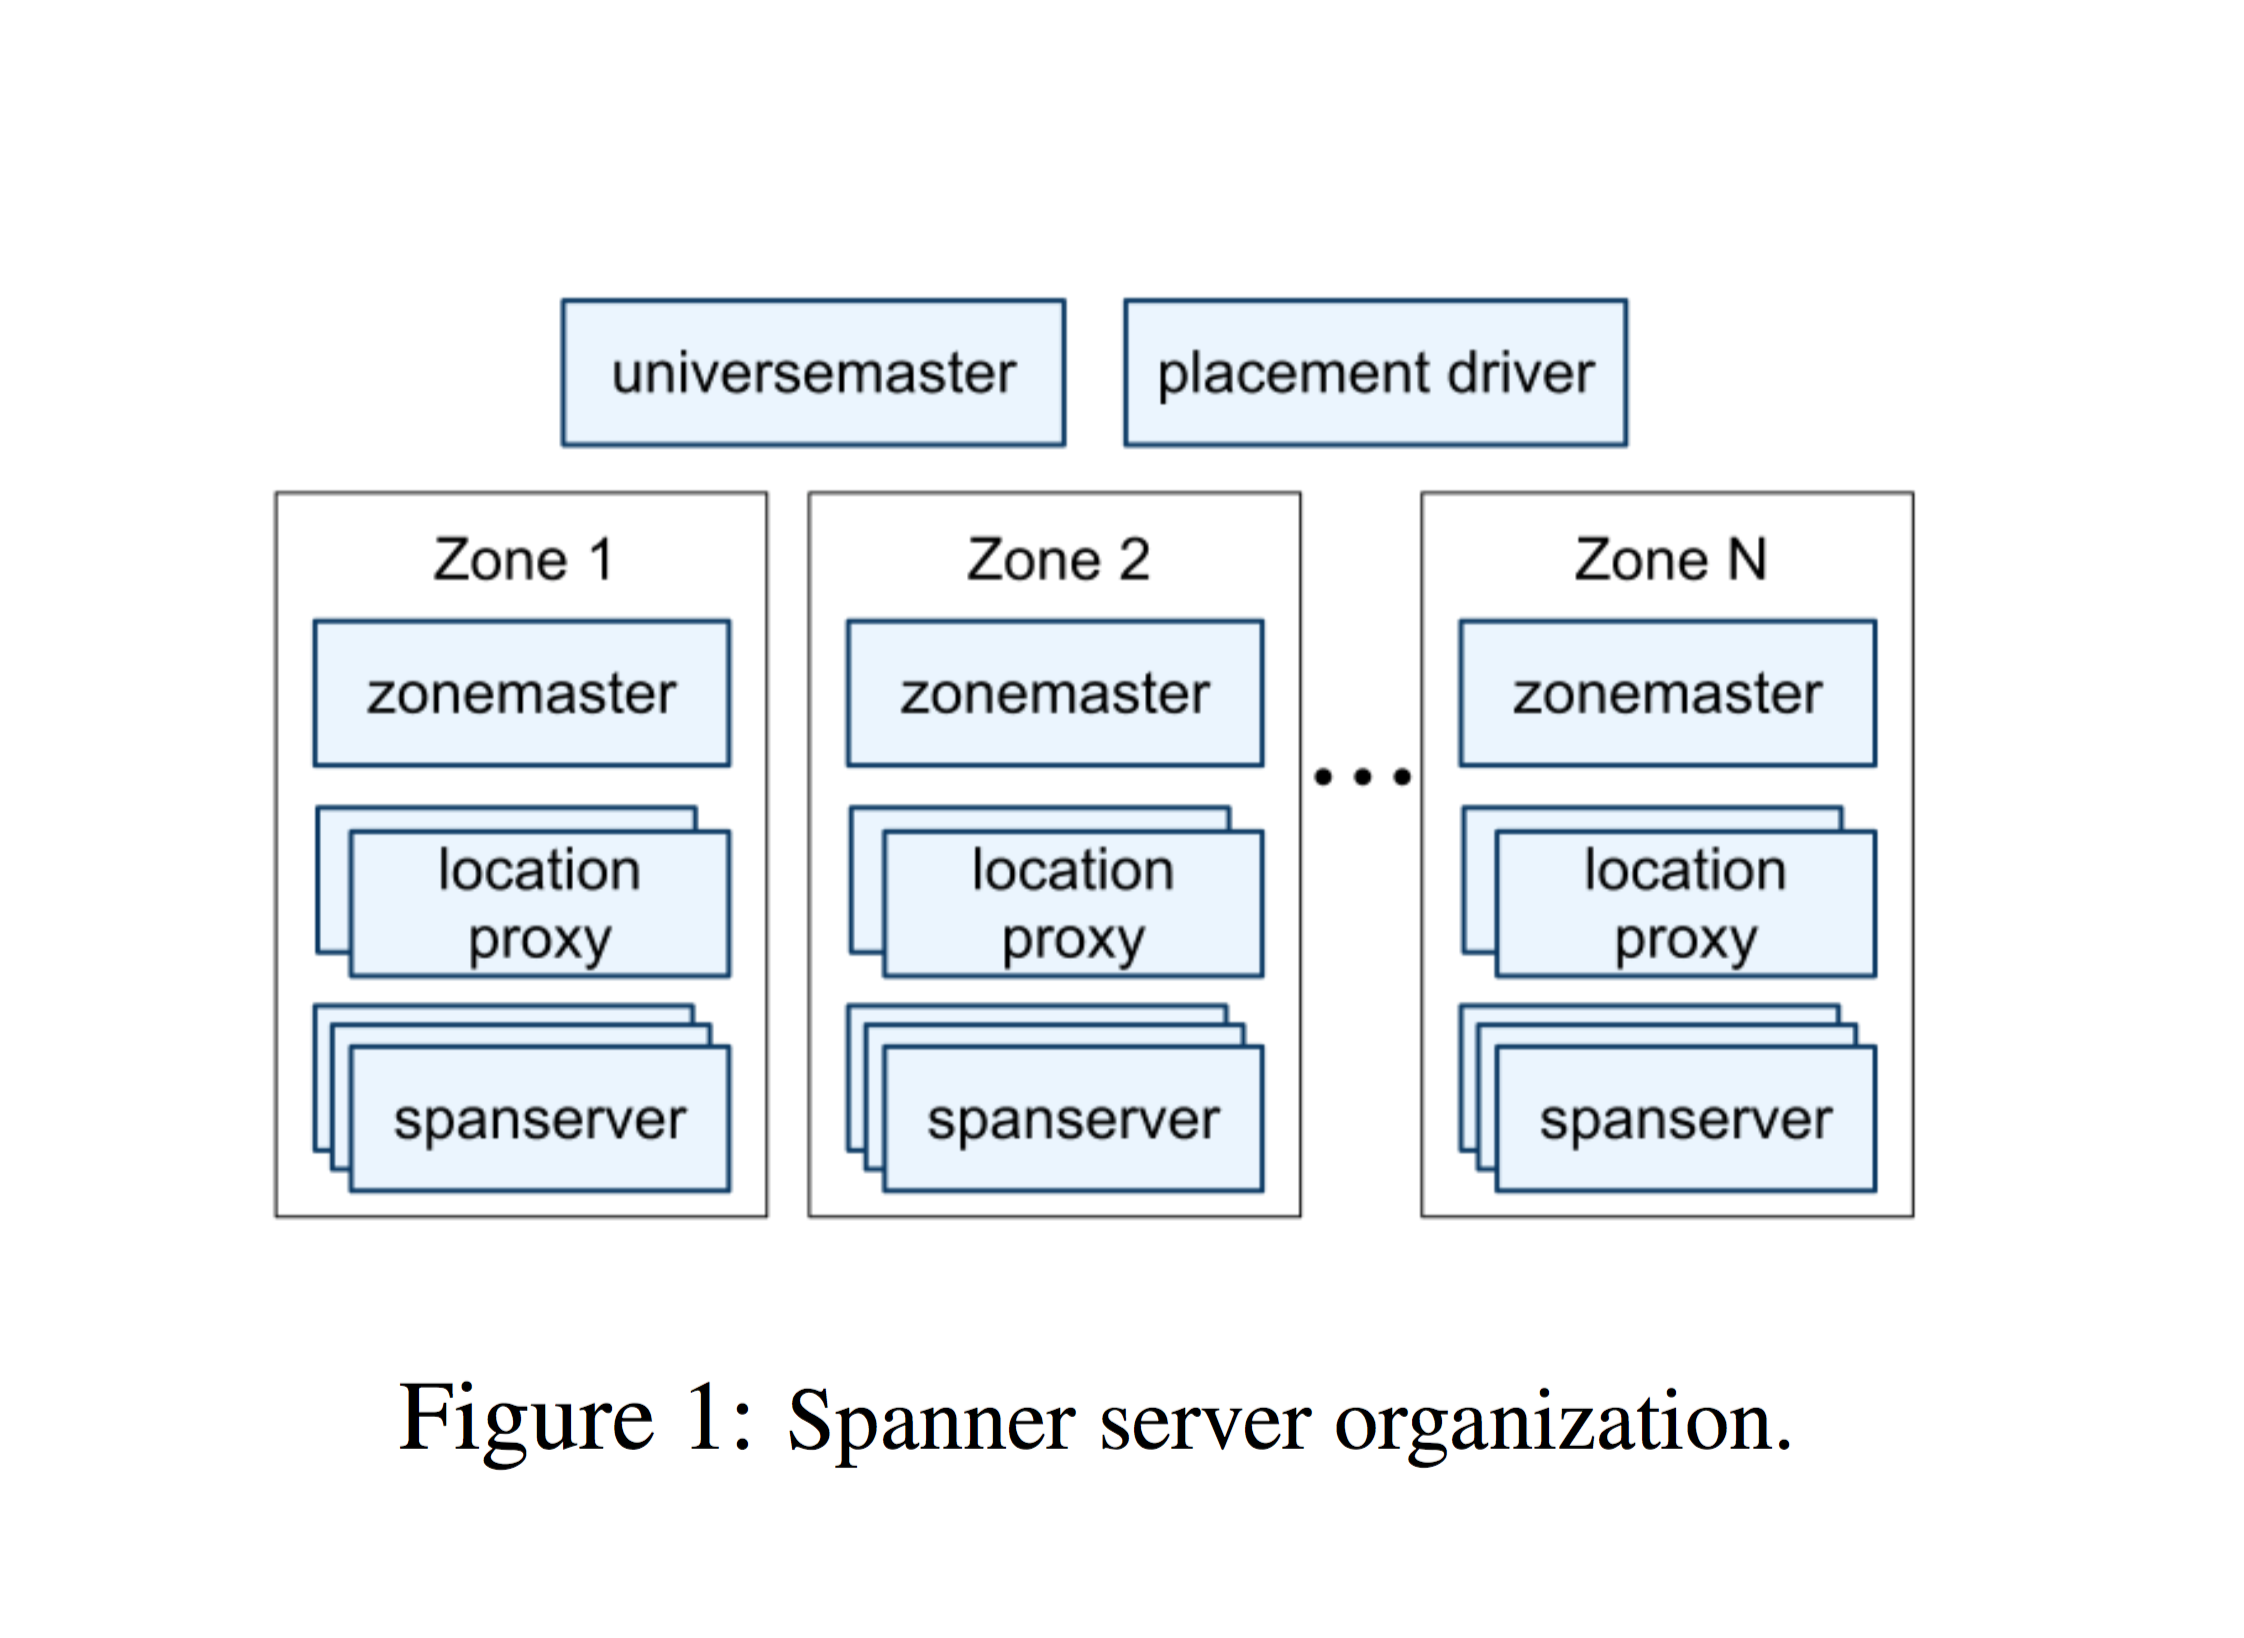 universemaster
placement driver
Zone 1
zonemaster
location
proxy
spanserver
Zone 2
zonemaster
location
proxy
spanserver
...
Zone N
zonemaster
location
proxy
spanserver
Figure 1: Spanner server organization.